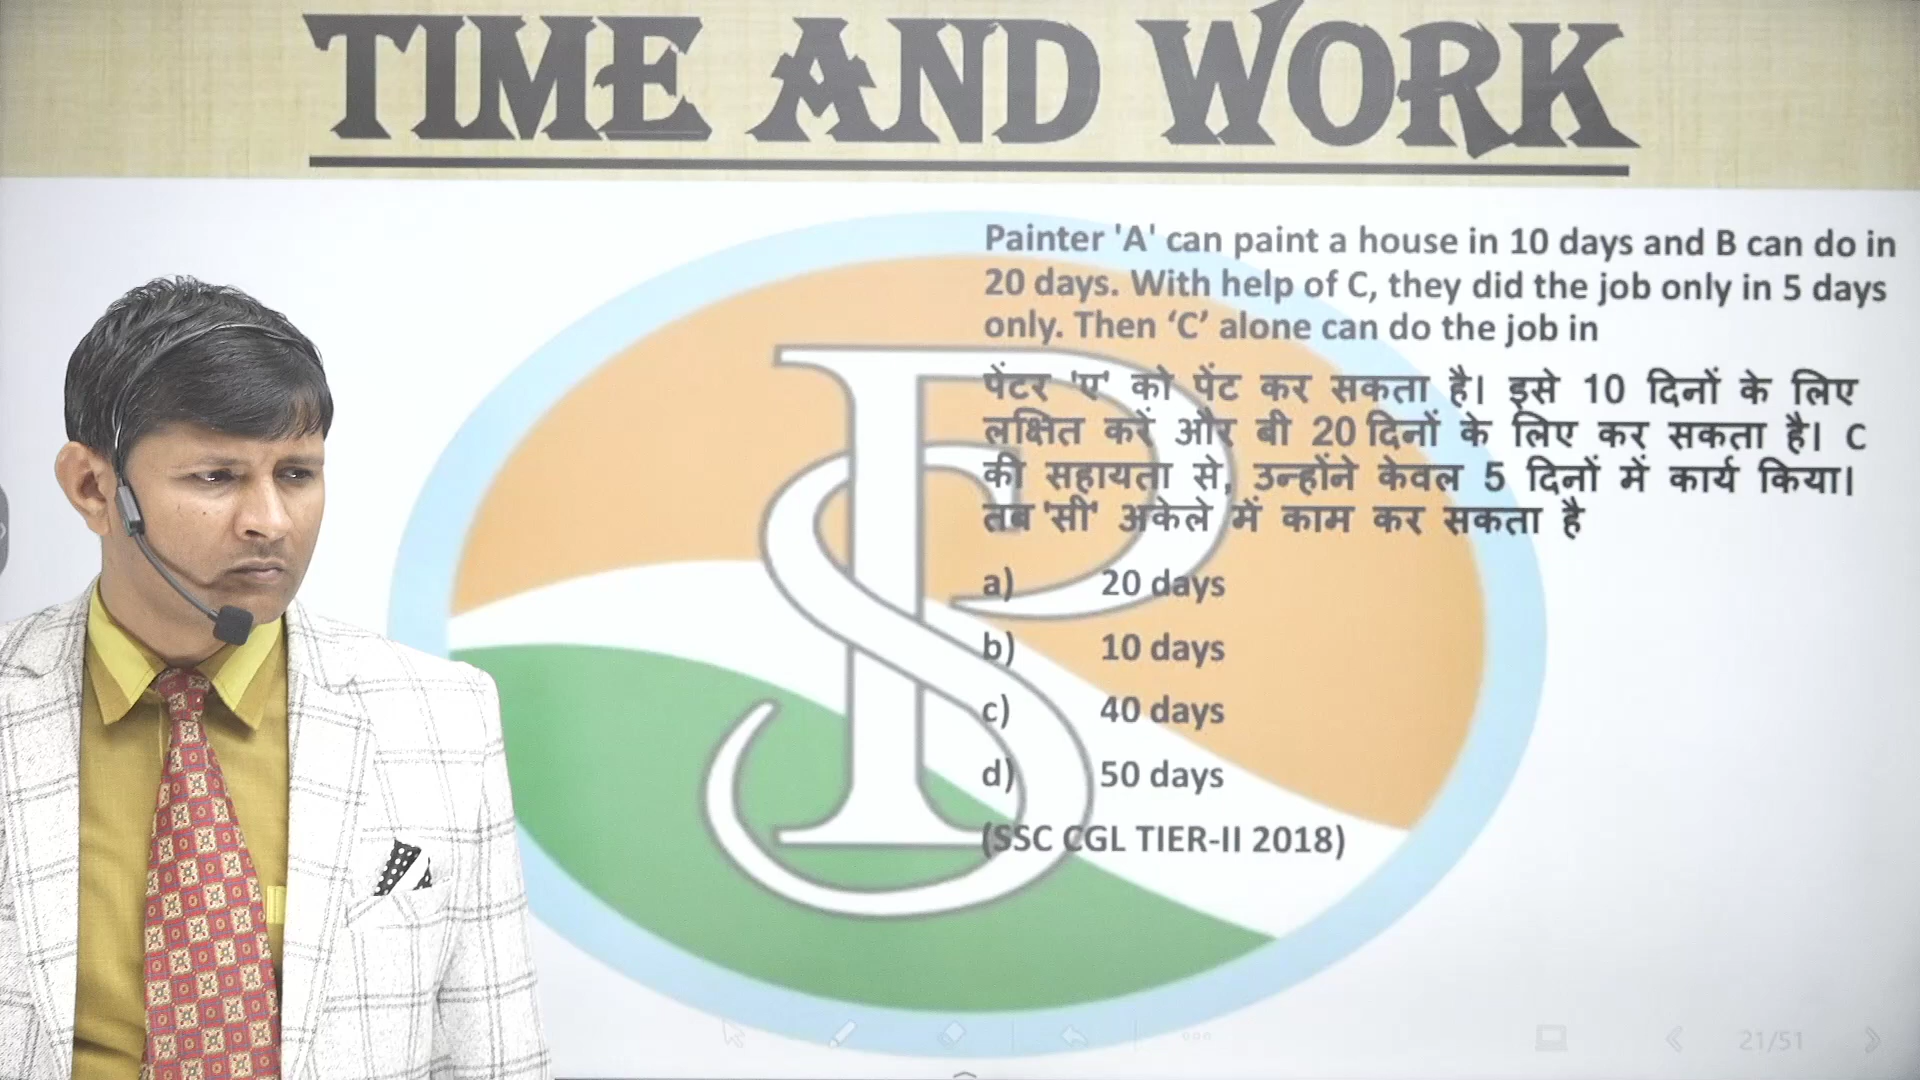 TIME AND WORK
Painter 'A' can paint a house in 10 days and B can do in
20 days. With help of C, they did the job only in 5 days
only. Then ‘C’ alone can do the job in
पेंटर 'ए' को पेंट कर सकता है। इसे 10 दिनों के लिए
लक्षित करें और बी 20 दिनों के लिए कर सकता है। C
की सहायता से, उन्होंने केवल 5 दिनों में कार्य किया।
तब 'सी' अकेले में काम कर सकता है
a) 20 days
b) 10 days
c) 40 days
d) 50 days
(SSC CGL TIER-II 2018)
21/51